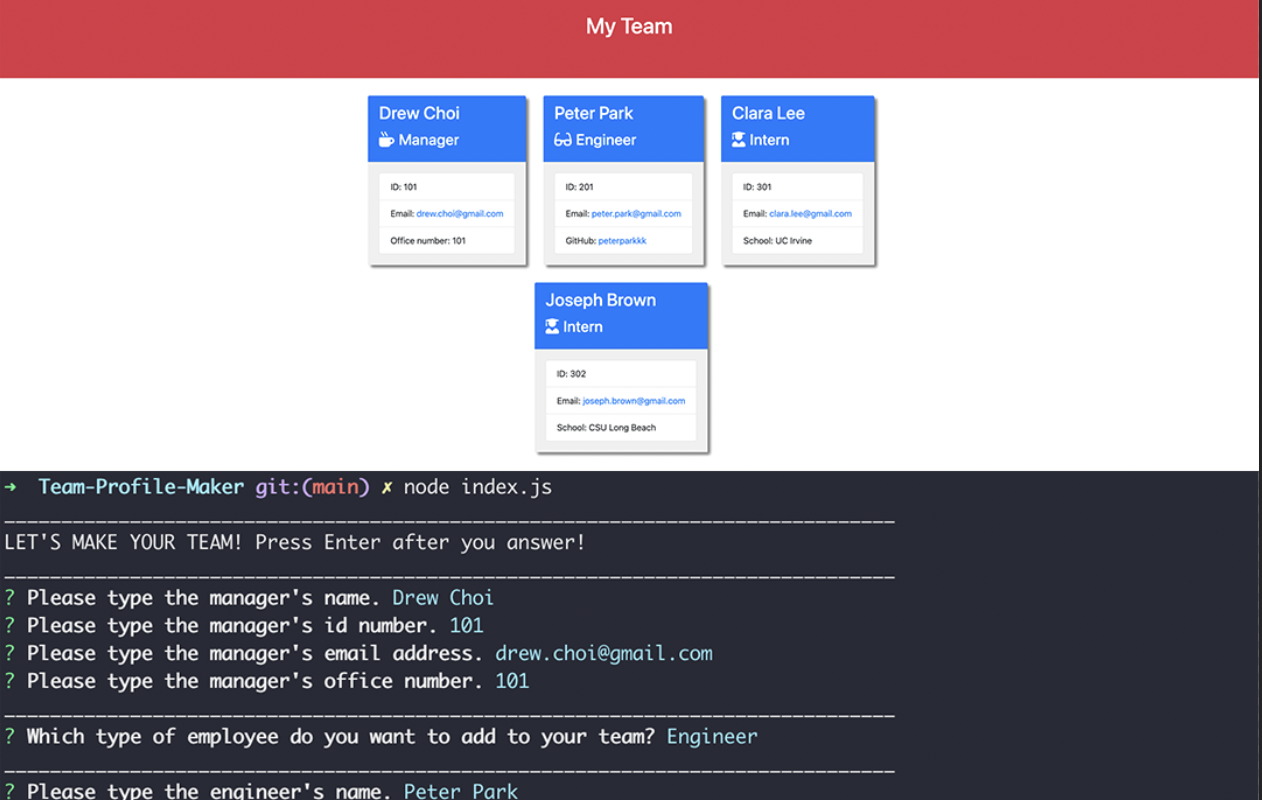 My Team
Drew Choi
Manager
ID: 101
Email: drew.choi@gmail.com
Office number: 101
Peter Park
Engineer
ID: 201
Email: peter.park@gmail.com
GitHub: peterparkkk
Clara Lee
Intern
ID: 301
Email: clara.lee@gmail.com
School: UC Irvine
Joseph Brown
Intern
ID: 302
Email: joseph.brown@gmail.com
School: CSU Long Beach
➜ Team-Profile-Maker git:(main) ✗ node index.js
______________________________________________________________________________
LET'S MAKE YOUR TEAM! Press Enter after you answer!
______________________________________________________________________________
? Please type the manager's name. Drew Choi
? Please type the manager's id number. 101
? Please type the manager's email address. drew.choi@gmail.com
? Please type the manager's office number. 101
______________________________________________________________________________
? Which type of employee do you want to add to your team? Engineer
______________________________________________________________________________
? Please type the engineer's name. Peter Park